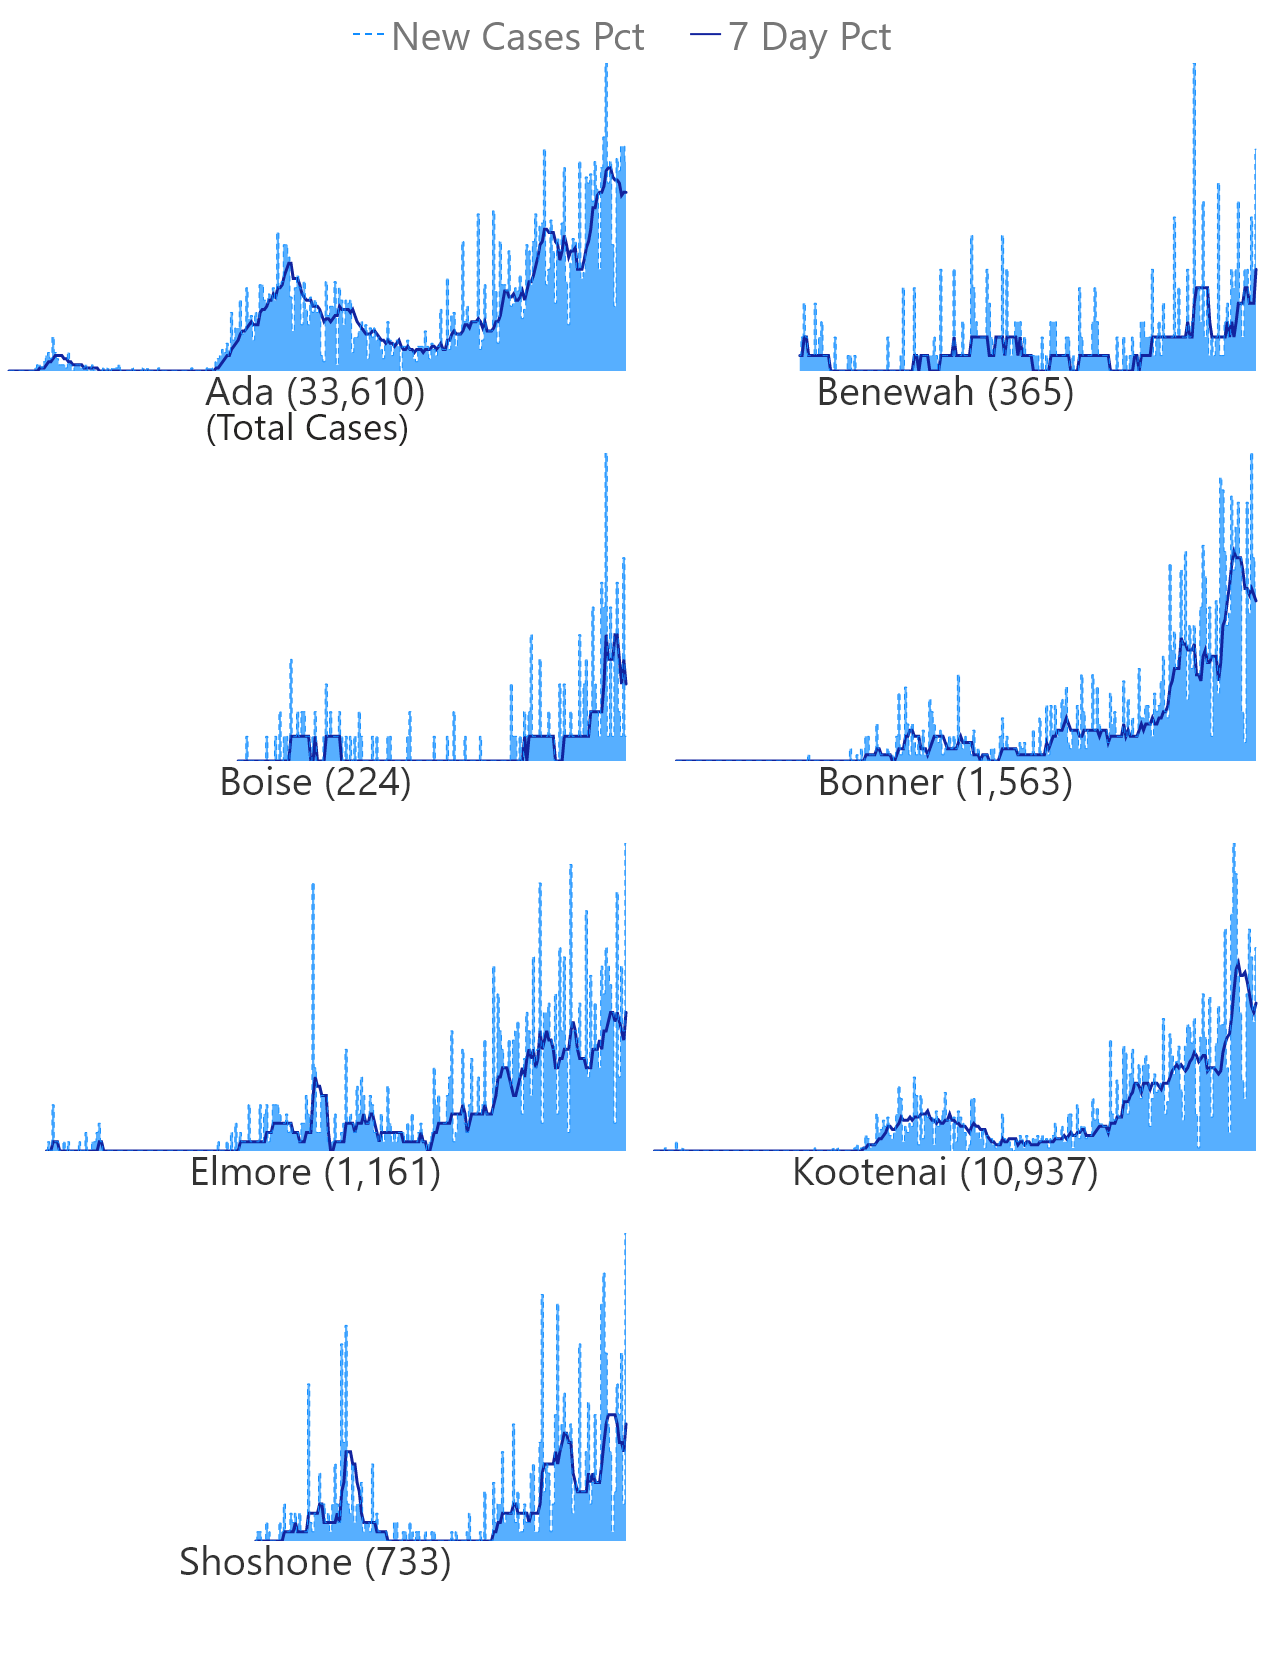 New Cases Pct 7 Day Pct
Ada (33,610)
(Total Cases)
Benewah (365)
Boise (224)
Bonner (1,563)
Elmore (1,161)
Kootenai (10,937)
Shoshone (733)